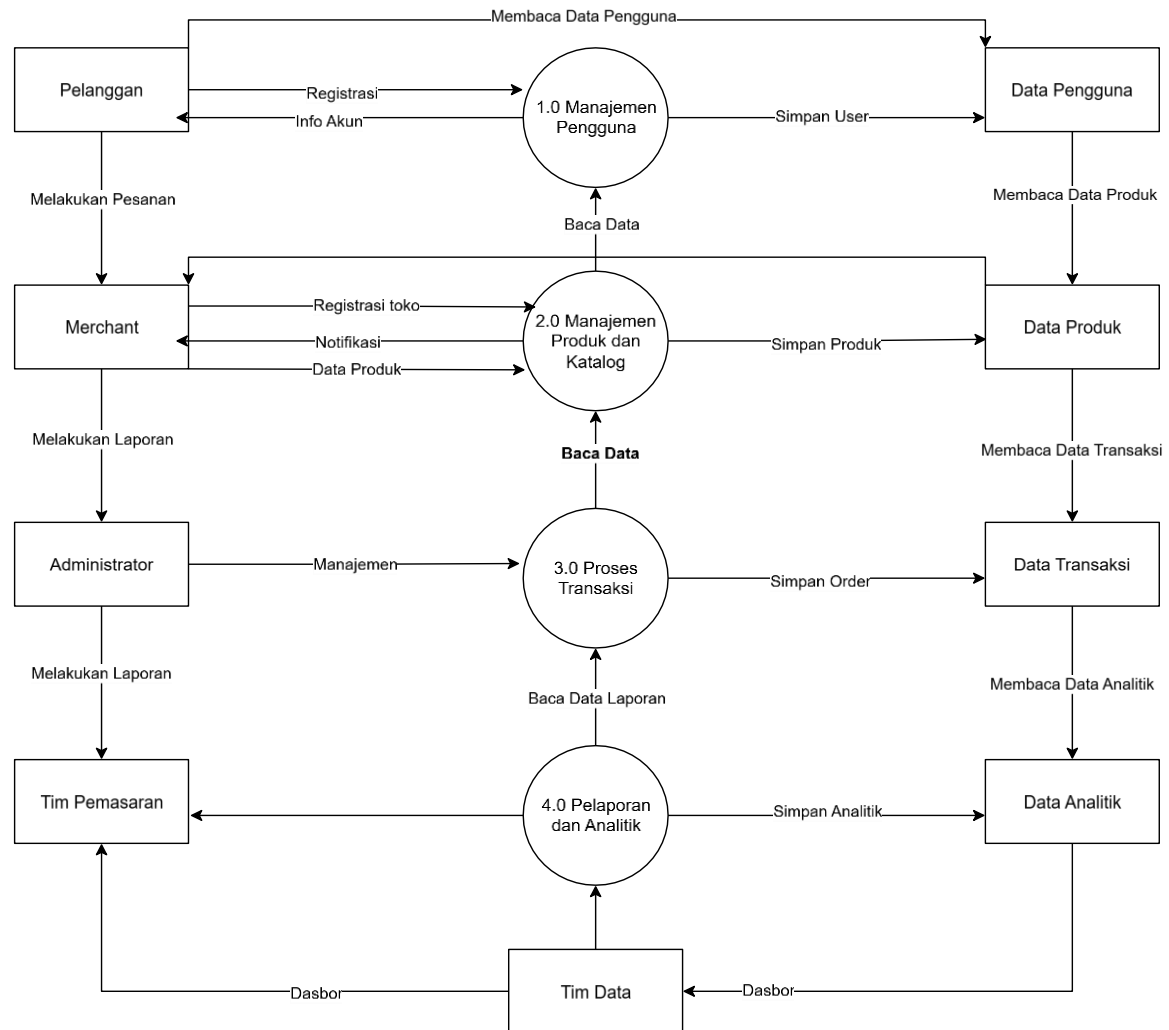 Membaca Data Pengguna
Pelanggan
Registrasi
Info Akun
1.0 Manajemen
Pengguna
Simpan User
Data Pengguna
Melakukan Pesanan
Baca Data
Membaca Data Produk
Merchant
Registrasi toko
Notifikasi
Data Produk
2.0 Manajemen
Produk dan
Katalog
Simpan Produk
Data Produk
Melakukan Laporan
Baca Data
Membaca Data Transaksi
Administrator
Manajemen
3.0 Proses
Transaksi
Simpan Order
Data Transaksi
Melakukan Laporan
Baca Data Laporan
Membaca Data Analitik
Tim Pemasaran
4.0 Pelaporan
dan Analitik
Simpan Analitik
Data Analitik
Dasbor
Tim Data
Dasbor